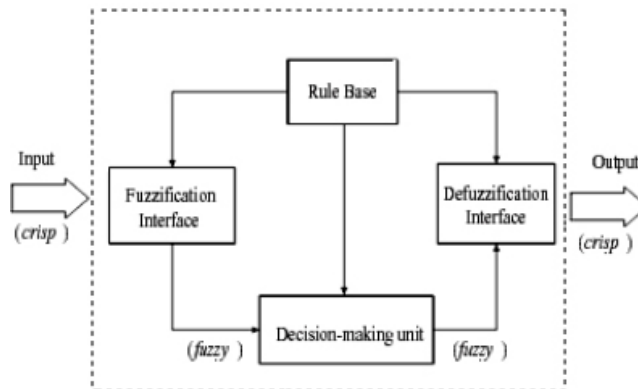 Rule Base
Input
(crisp )
Fuzzification
Interface
Defuzzification
Interface
Output
(crisp )
(fuzzy )
Decision-making unit
(fuzzy )